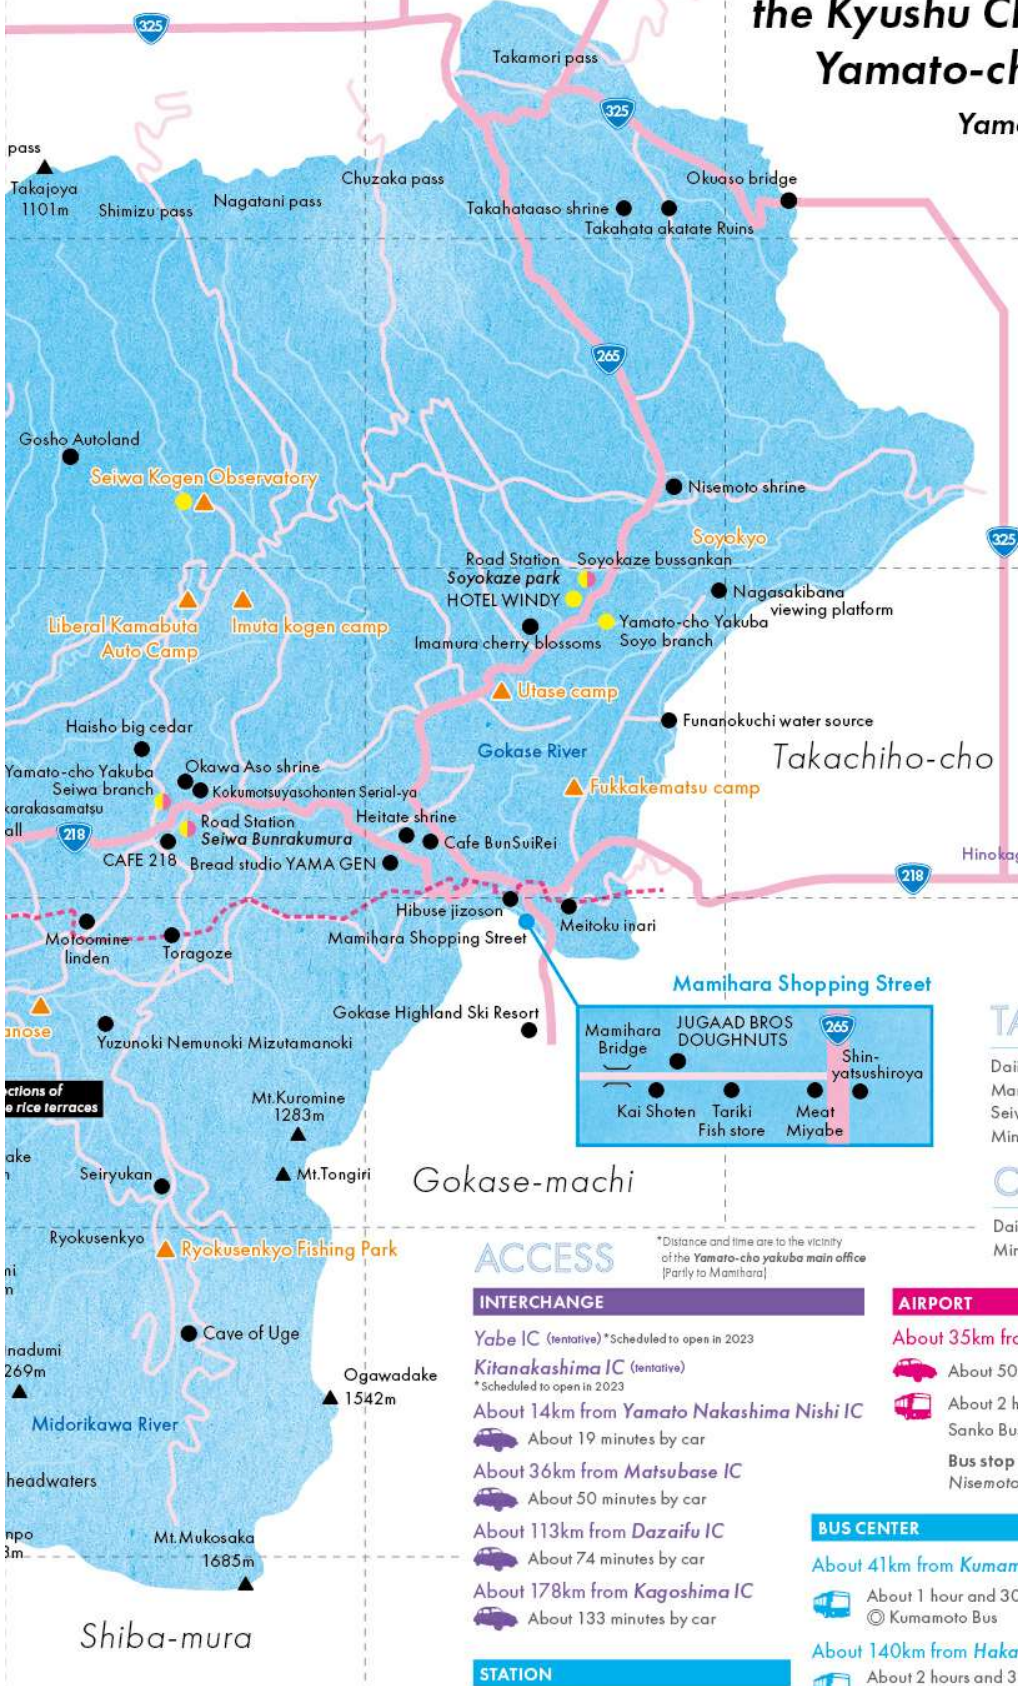 the Kyushu
Yamato-ch
325
Takamori pass
325
pass
Takajoya
1101m
Shimizu pass
Nagatani pass
Chuzaka pass
Okuaso bridge
Takahataaso shrine
Takahata akatate Ruins
265
Gosho Autoland
Seiwa Kogen Observatory
Nisemoto shrine
Soyokyo
325
Road Station
Soyokaze park
Soyokaze bussankan
HOTEL WINDY
Nagasakibana
viewing platform
Liberal Kamabuta
Auto Camp
Imuta kogen camp
Imamura cherry blossoms
Yamato-cho Yakuba
Soyo branch
Utase camp
Haisho big cedar
Gokase River
Funanokuchi water source
Takachiho-cho
Yamato-cho Yakuba
Seiwa branch
Okawa Aso shrine
Kokumotsuyasohonten Serial-ya
Fukkakematsu camp
karakasamatsu
all
218
Road Station
Seiwa Bunrakumura
Heitate shrine
CAFE 218
Cafe BunSuiRei
Bread studio YAMA GEN
218
Hibuse jizoson
Mamihara Shopping Street
Meitoku inari
Motoomine
linden
Toragoze
Mamihara Shopping Street
Gokase Highland Ski Resort
anose
Yuzunoki Nemunoki Mizutamanoki
Mamihara
Bridge
JUGAAD BROS
DOUGHNUTS
265
Shin-
yatsushiroya
Kai Shoten
Tariki
Fish store
Meat
Miyabe
ections of
e rice terraces
Mt.Kuromine
1283m
Mt.Tongiri
Seiryukan
Gokase-machi
Ryokusenkyo
Ryokusenkyo Fishing Park
Cave of Uge
nadumi
269m
Ogawadake
1542m
Midorikawa River
headwaters
Mt.Mukosaka
1685m
Shiba-mura
ACCESS
*Distance and time are to the vicinity
of the Yamato-cho yakuba main office
(Partly to Mamihara)
INTERCHANGE
Yabe IC (tentative) *Scheduled to open in 2023
Kitanakashima IC (tentative)
*Scheduled to open in 2023
About 14km from Yamato Nakashima Nishi IC
About 19 minutes by car
About 36km from Matsubase IC
About 50 minutes by car
About 113km from Dazaifu IC
About 74 minutes by car
About 178km from Kagoshima IC
About 133 minutes by car
STATION
AIRPORT
About 35km fro
About 50
About 2 h
Sanko Bu
Bus stop
Nisemoto
BUS CENTER
About 41km from Kumam
About 1 hour and 30
◎ Kumamoto Bus
About 140km from Haka
About 2 hours and 3